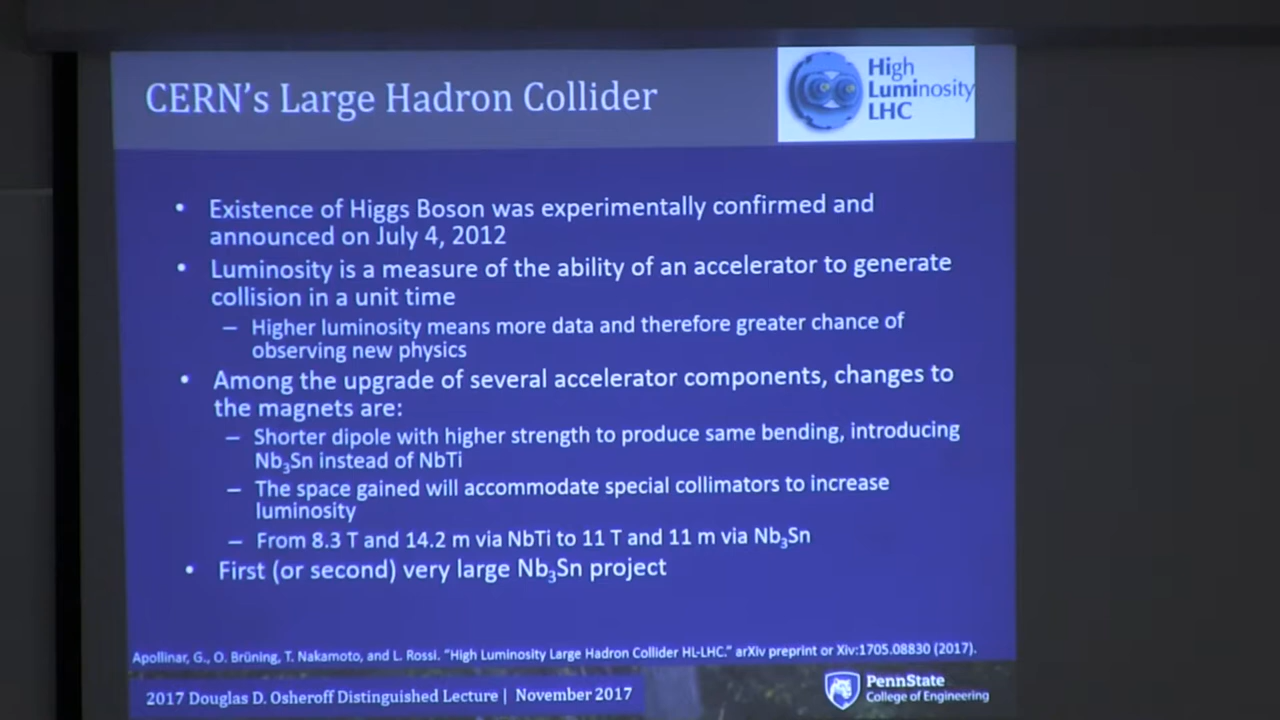 CERN's Large Hadron Collider
High
Luminosity
LHC
• Existence of Higgs Boson was experimentally confirmed and
announced on July 4, 2012
• Luminosity is a measure of the ability of an accelerator to generate
collision in a unit time
– Higher luminosity means more data and therefore greater chance of
observing new physics
• Among the upgrade of several accelerator components, changes to
the magnets are:
– Shorter dipole with higher strength to produce same bending, introducing
Nb₃Sn instead of NbTi
– The space gained will accommodate special collimators to increase
luminosity
– From 8.3 T and 14.2 m via NbTi to 11 T and 11 m via Nb₃Sn
• First (or second) very large Nb₃Sn project
Apollinar, G., O. Brüning, T. Nakamoto, and L. Rossi. "High Luminosity Large Hadron Collider HL-LHC." arXiv preprint or Xiv:1705.08830 (2017).
2017 Douglas D. Osheroff Distinguished Lecture | November 2017
PennState
College of Engineering